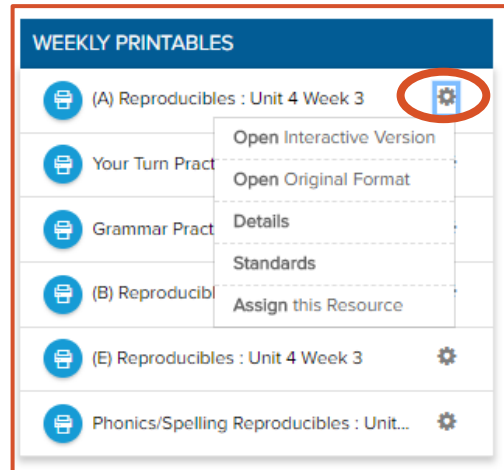 WEEKLY PRINTABLES
(A) Reproducibles : Unit 4 Week 3
Open Interactive Version
Your Turn Pract
Open Original Format
Grammar Pract
Details
Standards
(B) Reproducibl
Assign this Resource
(E) Reproducibles : Unit 4 Week 3
Phonics/Spelling Reproducibles : Unit...